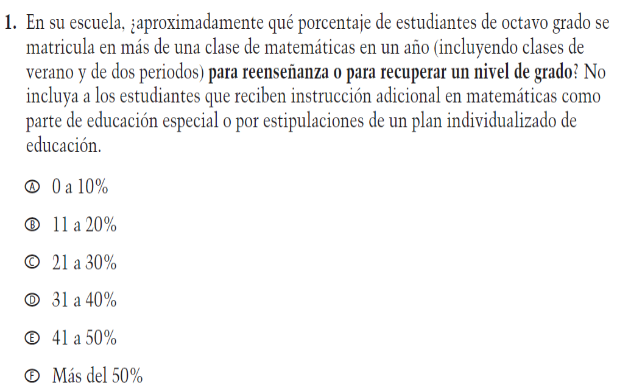 1. En su escuela, ¿aproximadamente qué porcentaje de estudiantes de octavo grado se
matricula en más de una clase de matemáticas en un año (incluyendo clases de
verano y de dos periodos) para reenseñanza o para recuperar un nivel de grado? No
incluya a los estudiantes que reciben instrucción adicional en matemáticas como
parte de educación especial o por estipulaciones de un plan individualizado de
educación.
Ⓐ 0 a 10%
Ⓑ 11 a 20%
Ⓒ 21 a 30%
Ⓓ 31 a 40%
Ⓔ 41 a 50%
Ⓕ Más del 50%